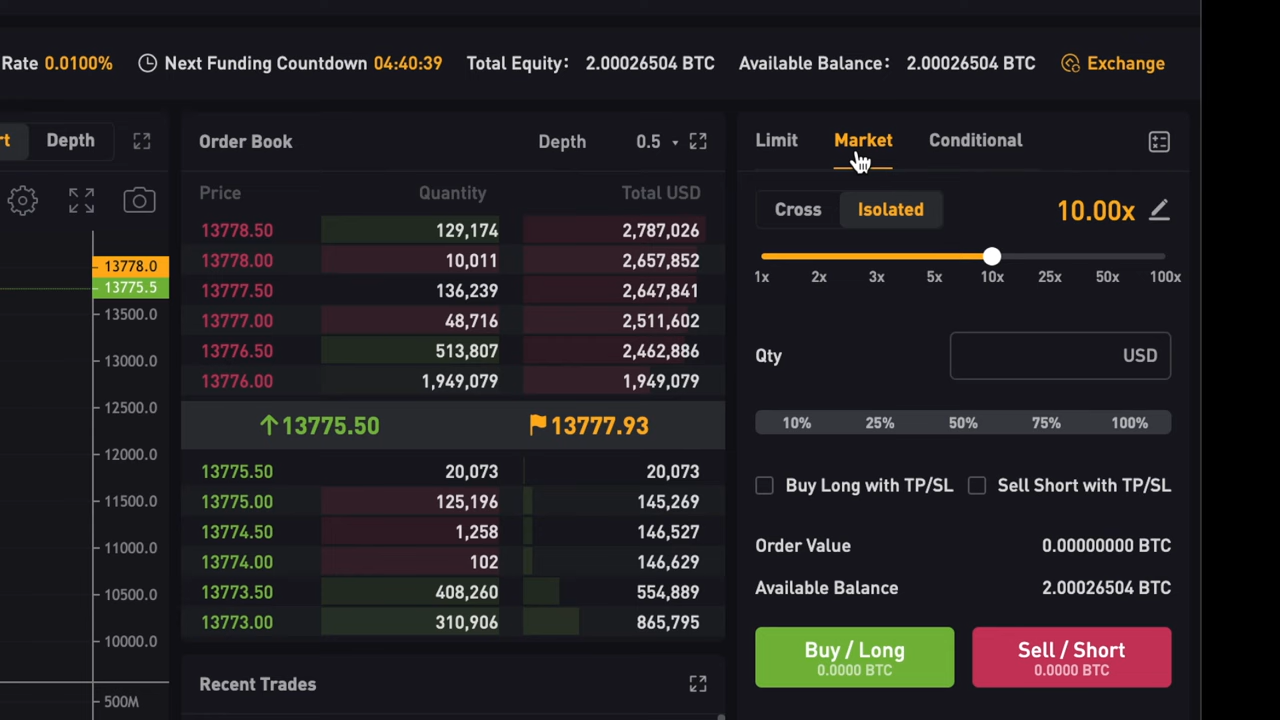 Rate 0.0100% Next Funding Countdown 04:40:39 Total Equity: 2.00026504 BTC Available Balance: 2.00026504 BTC Exchange
Depth
13778.0
13775.5
13500.0
13000.0
12500.0
12000.0
11500.0
11000.0
10500.0
10000.0
500M
Order Book Depth 0.5
Price Quantity Total USD
13778.50 129,174 2,787,026
13778.00 10,011 2,657,852
13777.50 136,239 2,647,841
13777.00 48,716 2,511,602
13776.50 513,807 2,462,886
13776.00 1,949,079 1,949,079
13775.50 13777.93
13775.50 20,073 20,073
13775.00 125,196 145,269
13774.50 1,258 146,527
13774.00 102 146,629
13773.50 408,260 554,889
13773.00 310,906 865,795
Recent Trades
Limit Market Conditional
Cross Isolated 10.00x
1x 2x 3x 5x 10x 25x 50x 100x
Qty USD
10% 25% 50% 75% 100%
Buy Long with TP/SL Sell Short with TP/SL
Order Value 0.00000000 BTC
Available Balance 2.00026504 BTC
Buy / Long Sell / Short
0.0000 BTC 0.0000 BTC